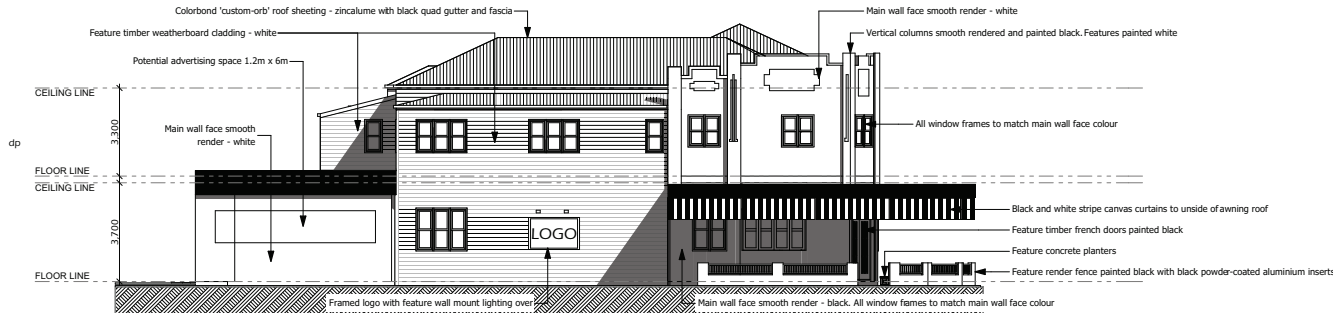 Colorbond 'custom-orb' roof sheeting - zincalume with black quad gutter and fascia
Main wall face smooth render - white
Feature timber weatherboard cladding - white
Vertical columns smooth rendered and painted black. Features painted white
Potential advertising space 1.2m x 6m
CEILING LINE
3,300
Main wall face smooth
render - white
All window frames to match main wall face colour
dp
FLOOR LINE
CEILING LINE
3,700
Black and white stripe canvas curtains to unside of awning roof
LOGO
Feature timber french doors painted black
Feature concrete planters
FLOOR LINE
Feature render fence painted black with black powder-coated aluminium inserts
Framed logo with feature wall mount lighting over
Main wall face smooth render - black. All window fames to match main wall face colour